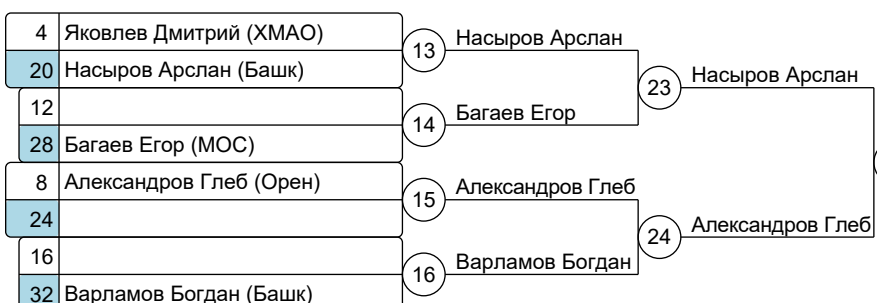 4 Яковлев Дмитрий (ХМАО)
20 Насыров Арслан (Башк)
13 Насыров Арслан
12
28 Багаев Егор (МОС)
14 Багаев Егор
23 Насыров Арслан
8 Александров Глеб (Орен)
24
15 Александров Глеб
16
32 Варламов Богдан (Башк)
16 Варламов Богдан
24 Александров Глеб